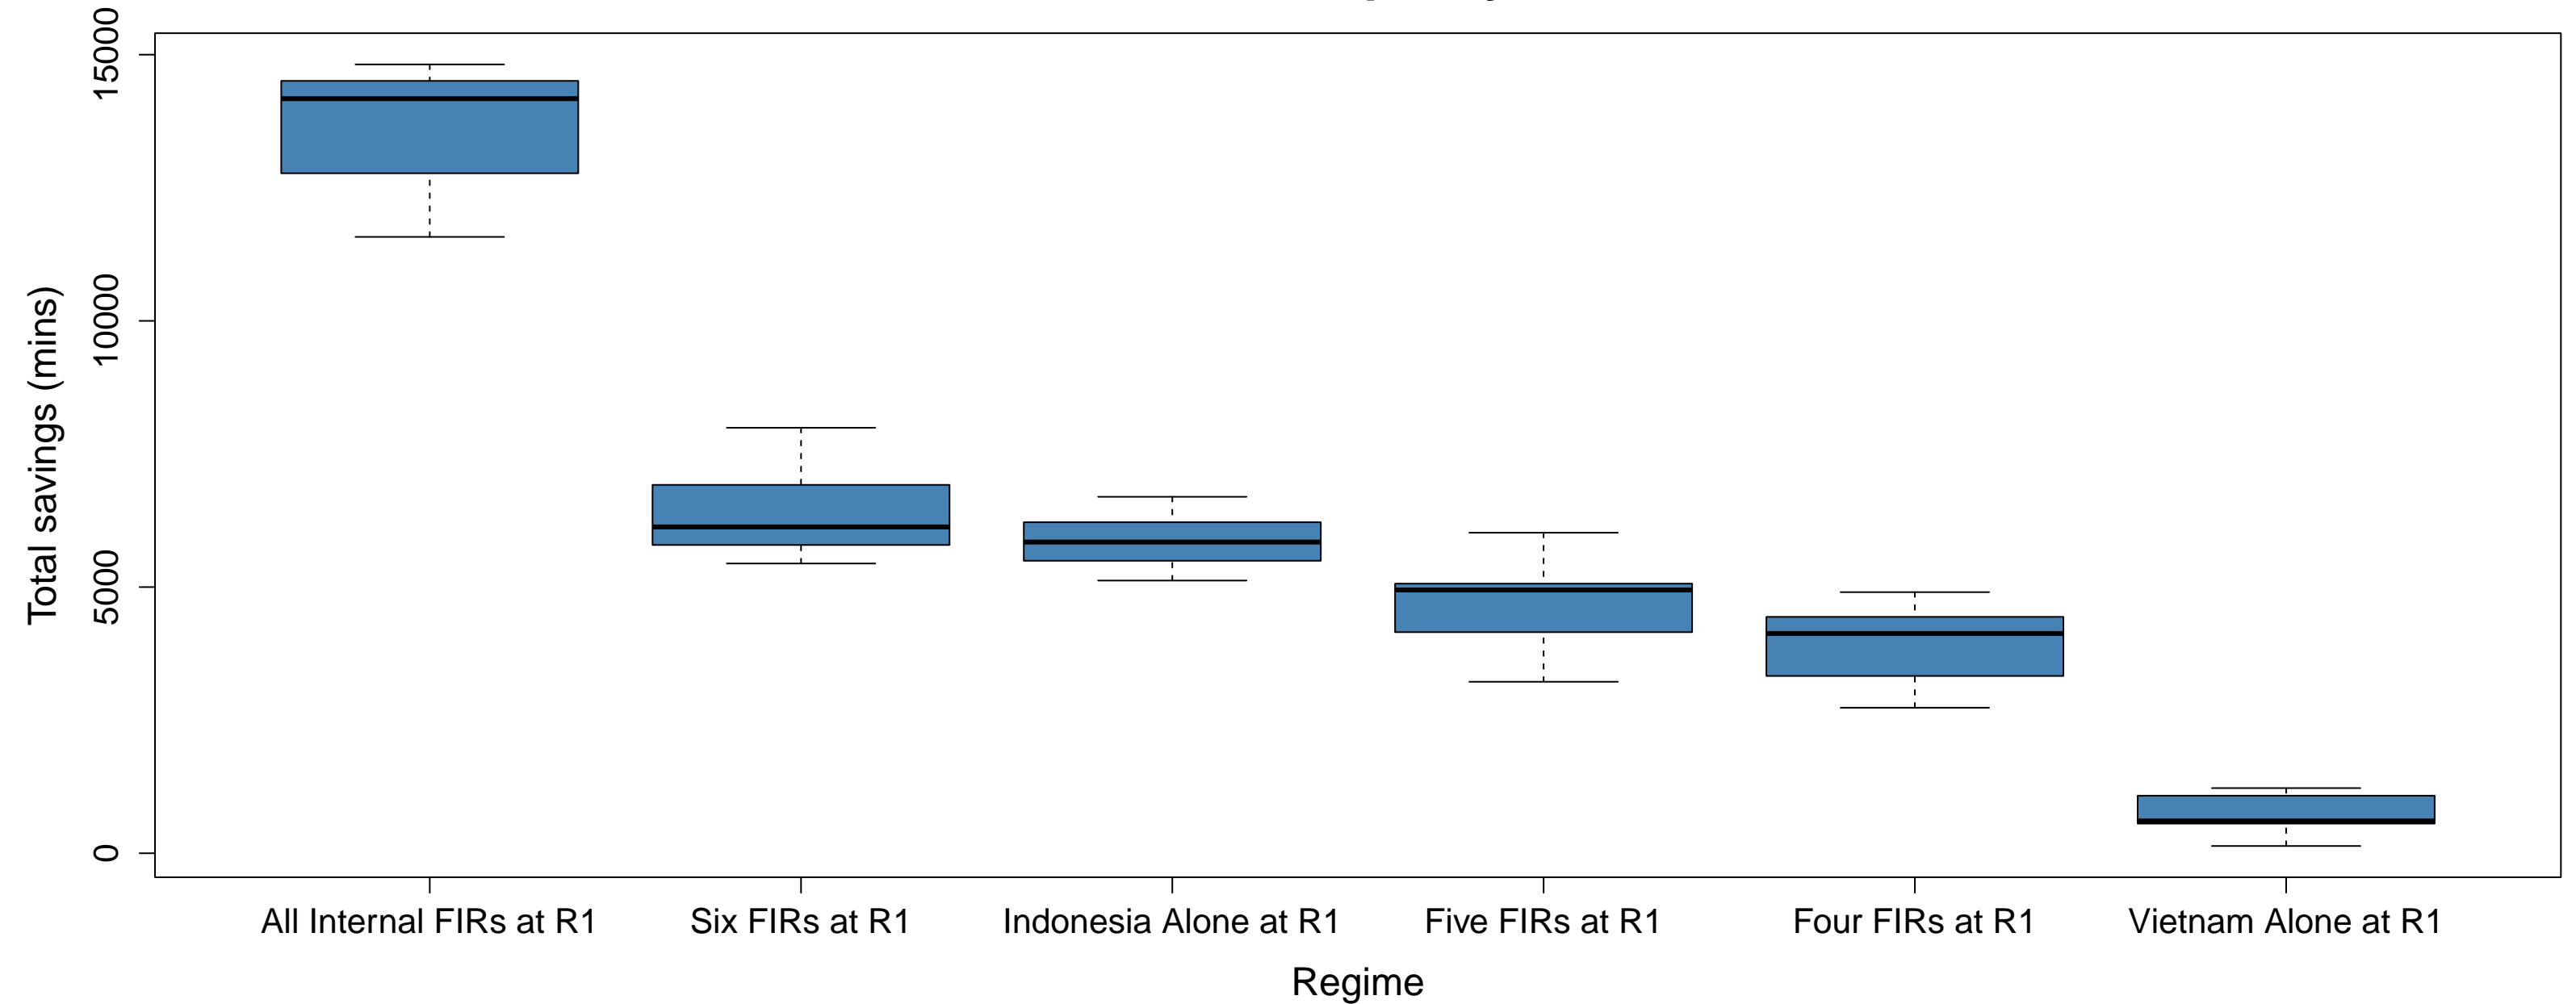 Total savings (mins)
15000
10000
5000
0
All Internal FIRs at R1
Six FIRs at R1
Indonesia Alone at R1
Five FIRs at R1
Four FIRs at R1
Vietnam Alone at R1
Regime